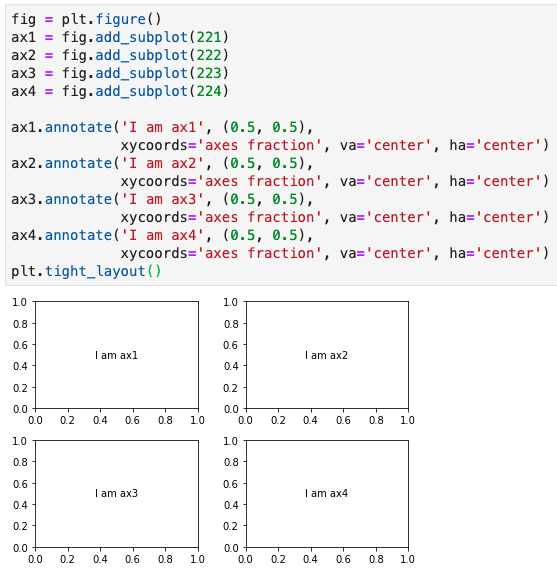 fig = plt.figure()
ax1 = fig.add_subplot(221)
ax2 = fig.add_subplot(222)
ax3 = fig.add_subplot(223)
ax4 = fig.add_subplot(224)

ax1.annotate('I am ax1', (0.5, 0.5),
             xycoords='axes fraction', va='center', ha='center')
ax2.annotate('I am ax2', (0.5, 0.5),
             xycoords='axes fraction', va='center', ha='center')
ax3.annotate('I am ax3', (0.5, 0.5),
             xycoords='axes fraction', va='center', ha='center')
ax4.annotate('I am ax4', (0.5, 0.5),
             xycoords='axes fraction', va='center', ha='center')
plt.tight_layout()
1.0
0.8
0.6
0.4
0.2
0.0
I am ax1
0.0 0.2 0.4 0.6 0.8 1.0
1.0
0.8
0.6
0.4
0.2
0.0
I am ax2
0.0 0.2 0.4 0.6 0.8 1.0
1.0
0.8
0.6
0.4
0.2
0.0
I am ax3
0.0 0.2 0.4 0.6 0.8 1.0
1.0
0.8
0.6
0.4
0.2
0.0
I am ax4
0.0 0.2 0.4 0.6 0.8 1.0